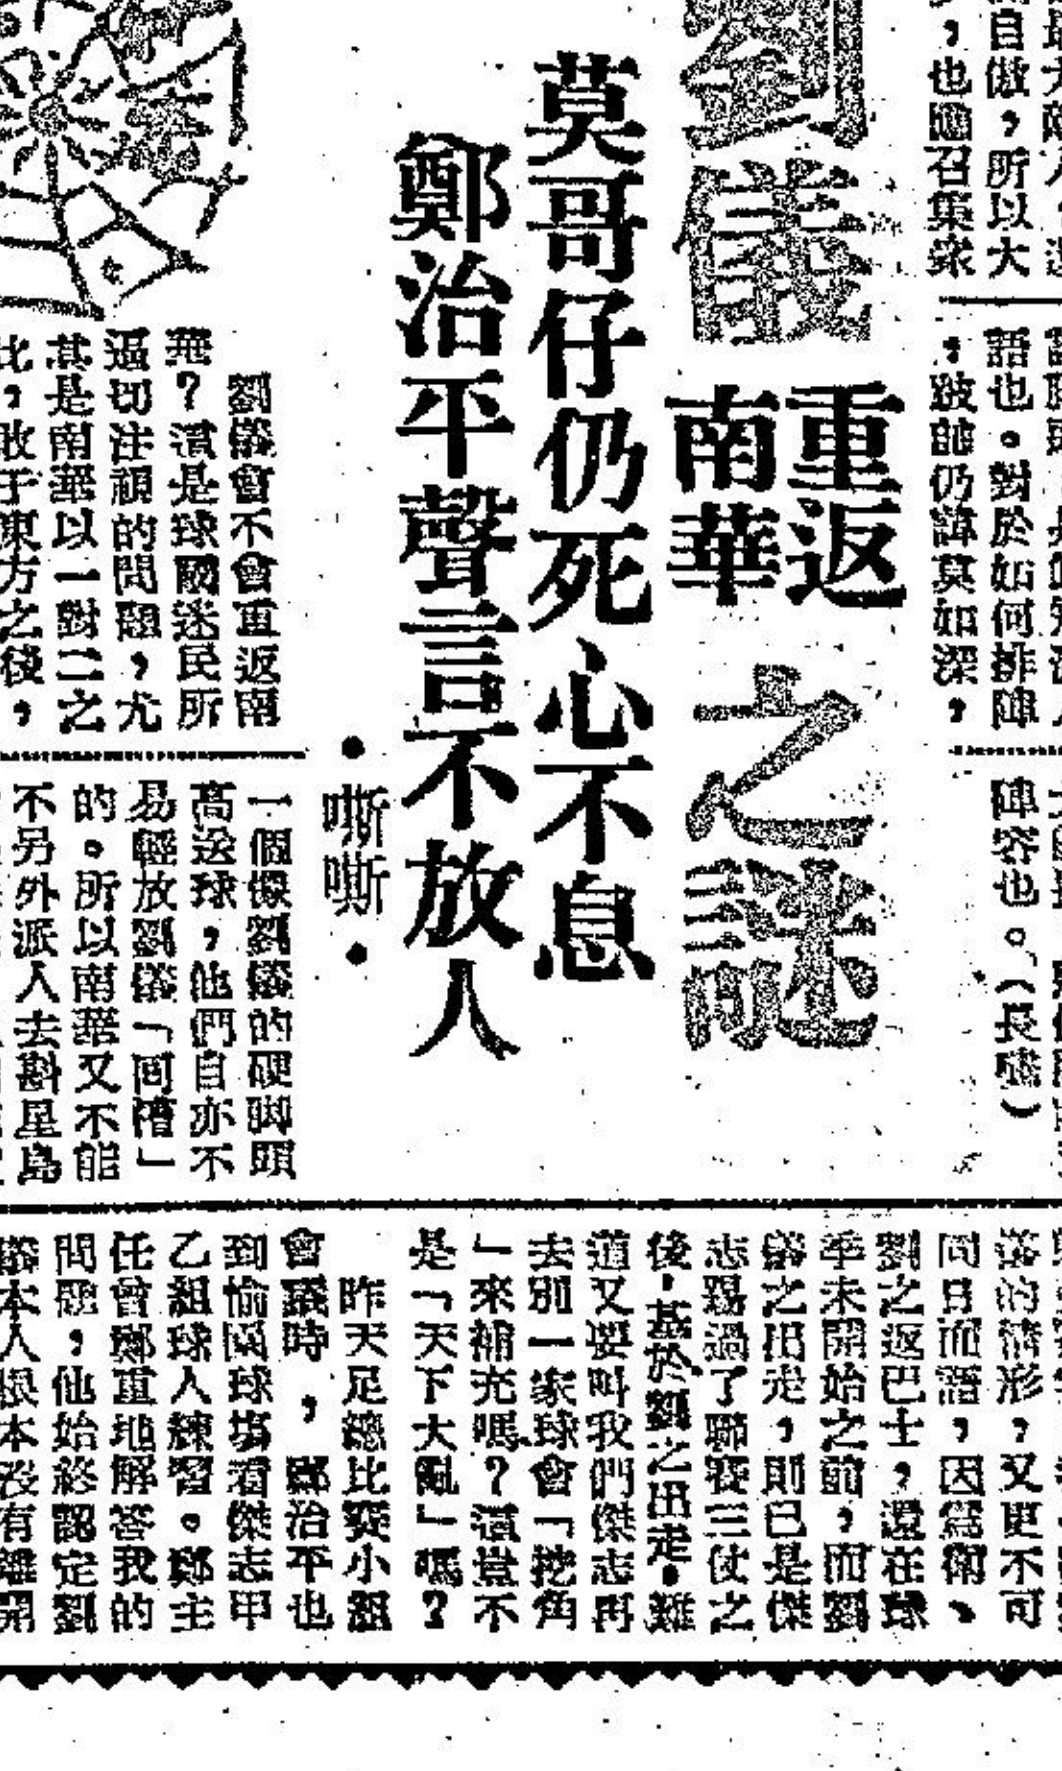 劉儀
重返
南華
之謎
莫哥仔仍死心不息
鄭治平聲言不放人
·嘶嘶·
自傲，所以大
，也應召集衆
語也。對於如何排陣
，跛帥仍諱莫如深，
陣容也。（長嘯）
劉儀會不會重返南
華？這是球國迷民所
逼切注視的問題，尤
其是南華以一對二之
此，敗于東方之後，
一個像劉儀的硬脚頭
高送球，他們自亦不
易輕放劉儀「回槽」
的。所以南華又不能
不另外派人去斟星島
落的情形，又更不可
同日而語，因爲衛、
劉之返巴士，還在球
季未開始之前，而劉
儀之出走，則已是傑
志踢過了聯賽三仗之
後，基於劉之出走，難
道又要叫我們傑志再
去別一家球會「挖角
」來補充嗎？這豈不
是「天下大亂」嗎？
昨天足總比賽小組
會議時，鄭治平也
到愉園球塲看傑志甲
乙組球人練習。鄭主
任曾鄭重地解答我的
問題，他始終認定劉
儀本人根本沒有離開